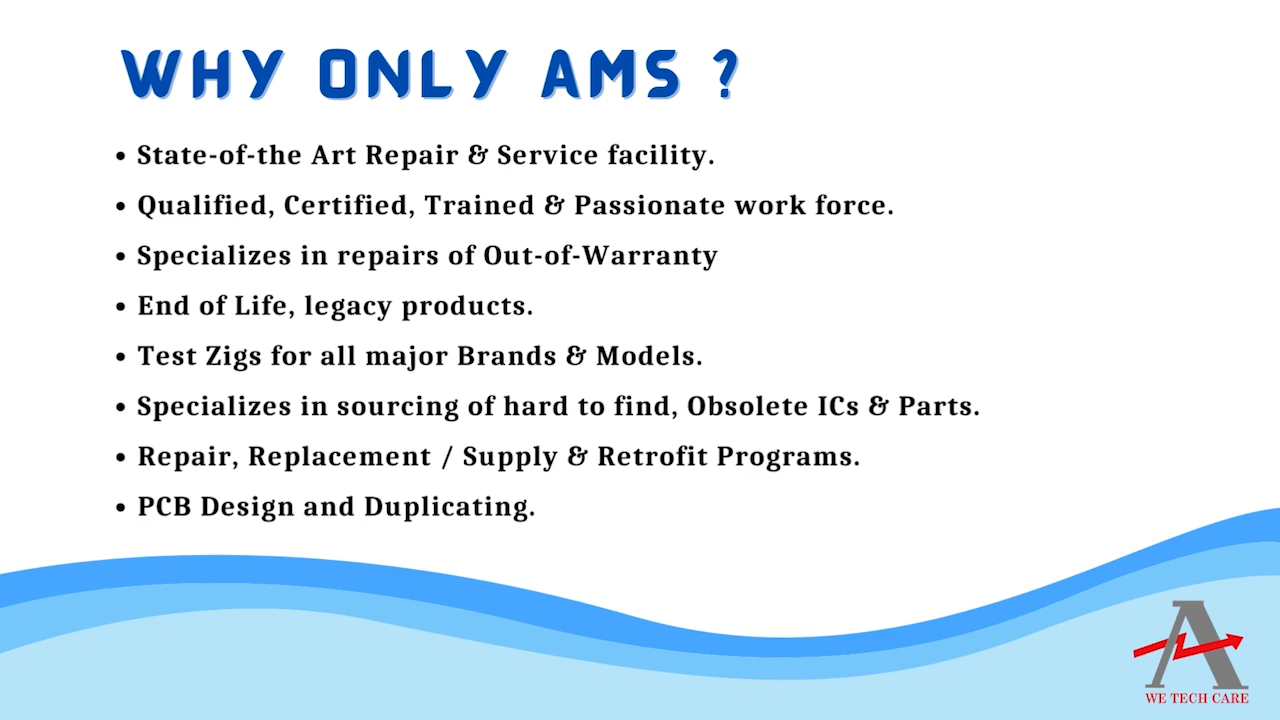 WHY ONLY AMS ?
• State-of-the Art Repair & Service facility.
• Qualified, Certified, Trained & Passionate work force.
• Specializes in repairs of Out-of-Warranty
• End of Life, legacy products.
• Test Zigs for all major Brands & Models.
• Specializes in sourcing of hard to find, Obsolete ICs & Parts.
• Repair, Replacement / Supply & Retrofit Programs.
• PCB Design and Duplicating.
A
WE TECH CARE